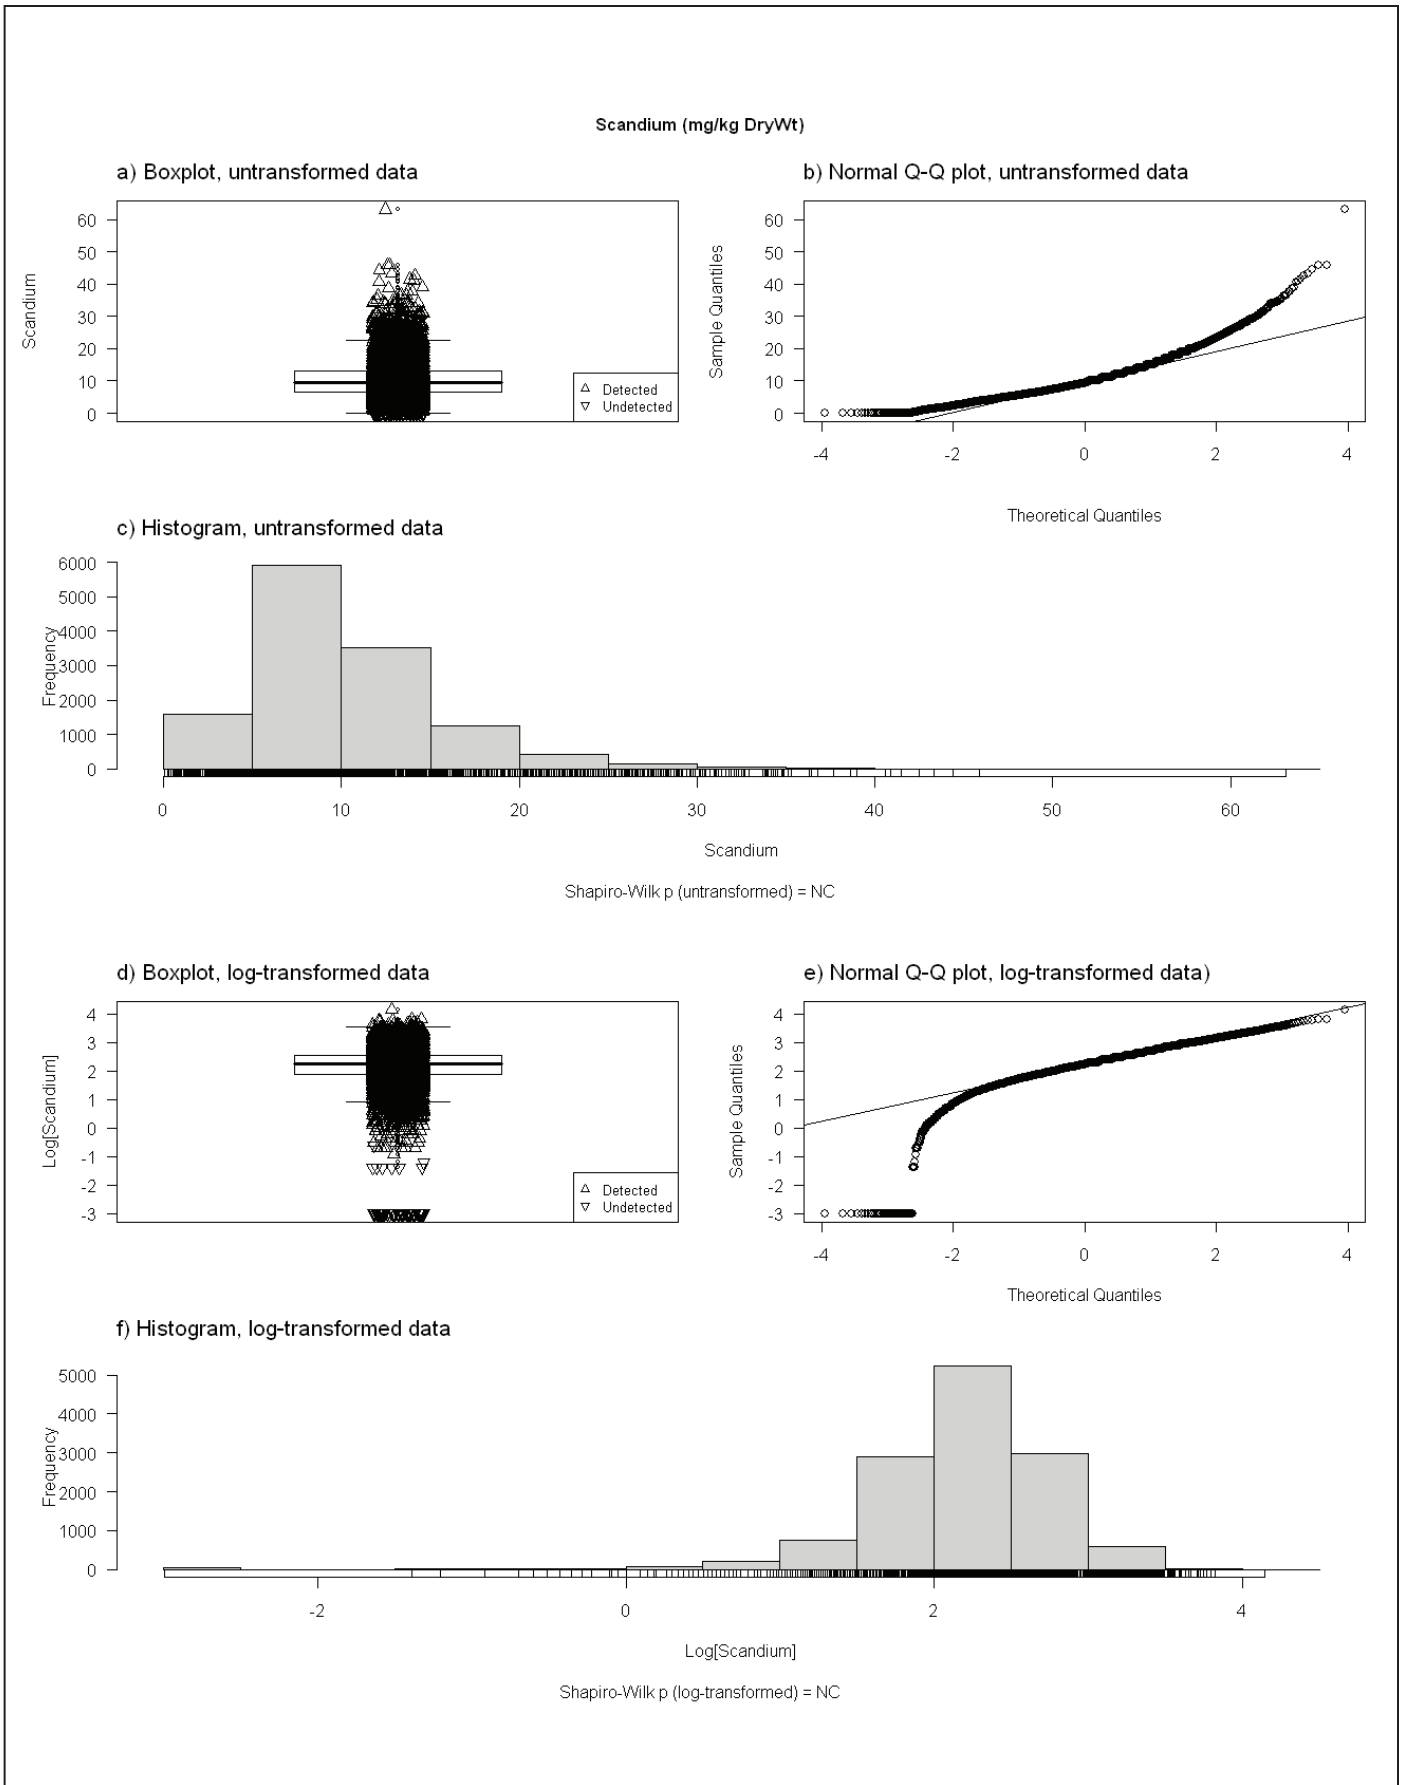 Scandium (mg/kg DryWt)
a) Boxplot, untransformed data
Scandium
60
50
40
30
20
10
0
△ Detected
▽ Undetected
b) Normal Q-Q plot, untransformed data
Sample Quantiles
60
50
40
30
20
10
0
-4 -2 0 2 4
Theoretical Quantiles
c) Histogram, untransformed data
Frequency
6000
5000
4000
3000
2000
1000
0
0 10 20 30 40 50 60
Scandium
Shapiro-Wilk p (untransformed) = NC
d) Boxplot, log-transformed data
Log[Scandium]
4
3
2
1
0
-1
-2
-3
△ Detected
▽ Undetected
e) Normal Q-Q plot, log-transformed data)
Sample Quantiles
4
3
2
1
0
-1
-2
-3
-4 -2 0 2 4
Theoretical Quantiles
f) Histogram, log-transformed data
Frequency
5000
4000
3000
2000
1000
0
-2 0 2 4
Log[Scandium]
Shapiro-Wilk p (log-transformed) = NC